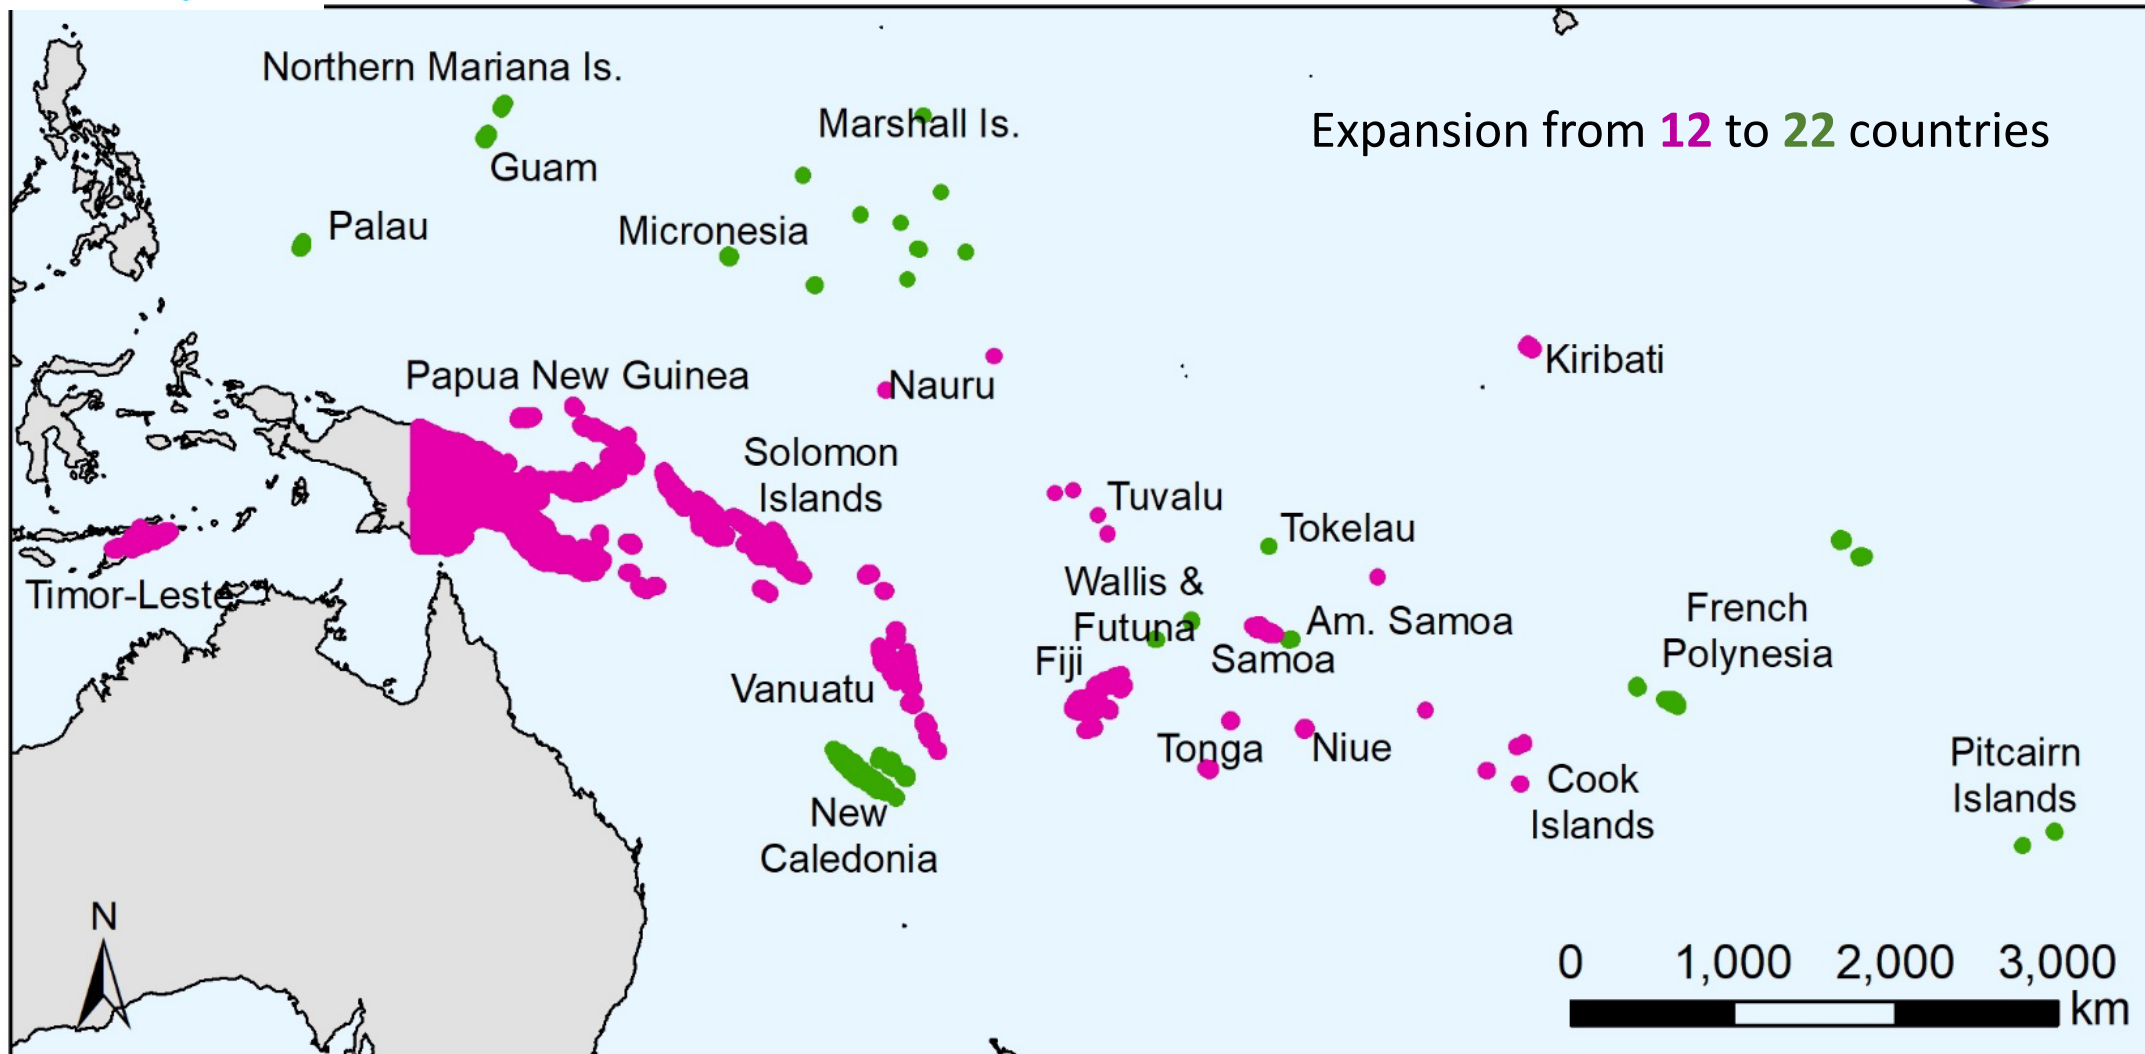 Northern Mariana Is.
Marshall Is.
Expansion from 12 to 22 countries
Guam
Palau
Micronesia
Kiribati
Papua New Guinea
Nauru
Solomon
Islands
Tuvalu
Tokelau
Timor-Leste
Wallis &
Futuna
Am. Samoa
French
Polynesia
Fiji
Samoa
Vanuatu
Tonga
Niue
Pitcairn
Islands
Cook
Islands
New
Caledonia
N
0 1,000 2,000 3,000
km